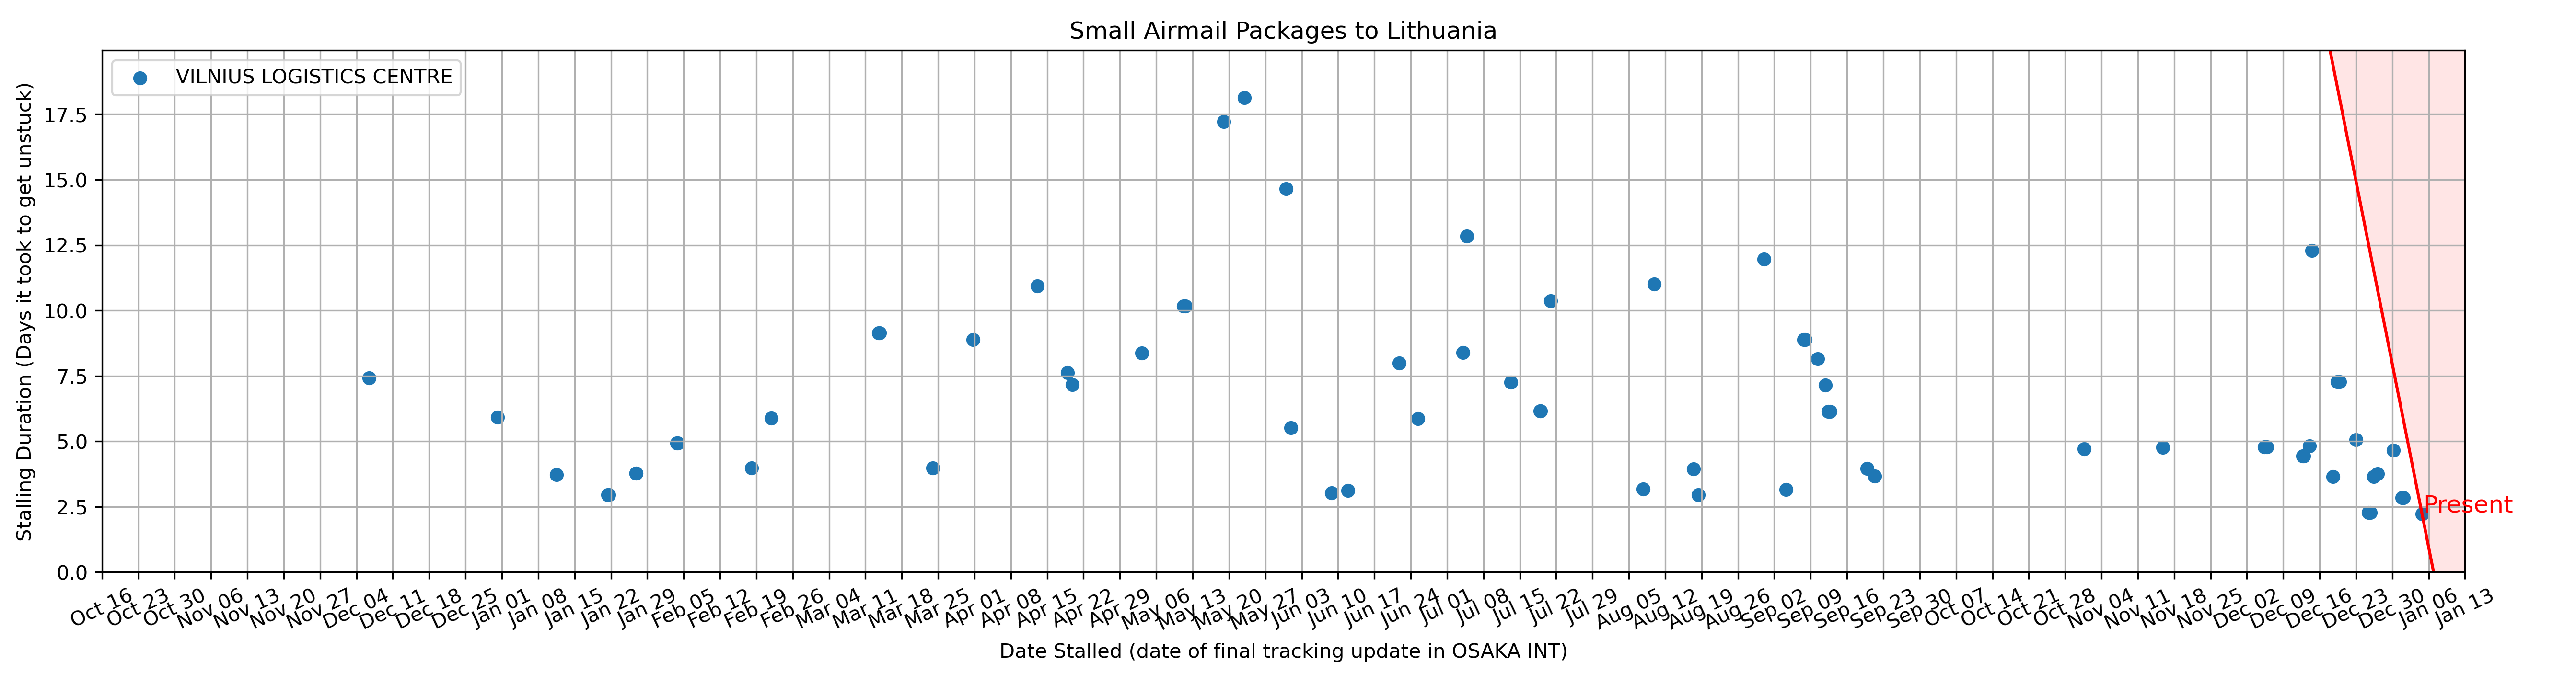 Small Airmail Packages to Lithuania
VILNIUS LOGISTICS CENTRE
Stalling Duration (Days it took to get unstuck)
17.5
15.0
12.5
10.0
7.5
5.0
2.5
0.0
Present
Oct 16
Oct 23
Oct 30
Nov 06
Nov 13
Nov 20
Nov 27
Dec 04
Dec 11
Dec 18
Dec 25
Jan 01
Jan 08
Jan 15
Jan 22
Jan 29
Feb 05
Feb 12
Feb 19
Feb 26
Mar 04
Mar 11
Mar 18
Mar 25
Apr 01
Apr 08
Apr 15
Apr 22
Apr 29
May 06
May 13
May 20
May 27
Jun 03
Jun 10
Jun 17
Jun 24
Jul 01
Jul 08
Jul 15
Jul 22
Jul 29
Aug 05
Aug 12
Aug 19
Aug 26
Sep 02
Sep 09
Sep 16
Sep 23
Sep 30
Oct 07
Oct 14
Oct 21
Oct 28
Nov 04
Nov 11
Nov 18
Nov 25
Dec 02
Dec 09
Dec 16
Dec 23
Dec 30
Jan 06
Jan 13
Date Stalled (date of final tracking update in OSAKA INT)